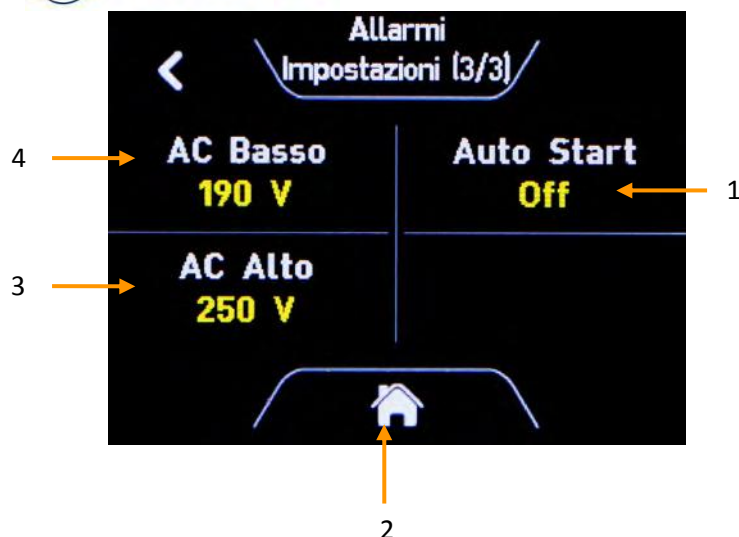 Allarmi
Impostazioni (3/3)
AC Basso
190 V
Auto Start
Off
AC Alto
250 V
4
1
3
2